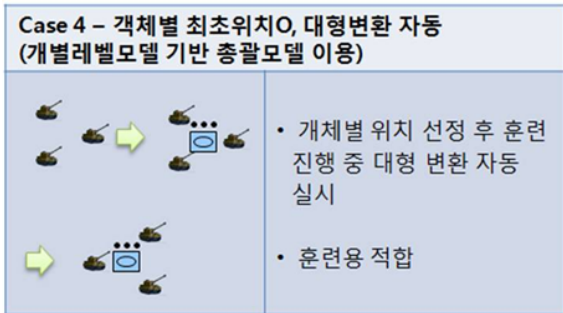 Case 4 – 객체별 최초위치O, 대형변환 자동
(개별레벨모델 기반 총괄모델 이용)
• 개체별 위치 선정 후 훈련
진행 중 대형 변환 자동
실시
• 훈련용 적합